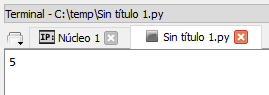 Terminal - C:\temp\Sin título 1.py
IP: Núcleo 1 Sin título 1.py
5